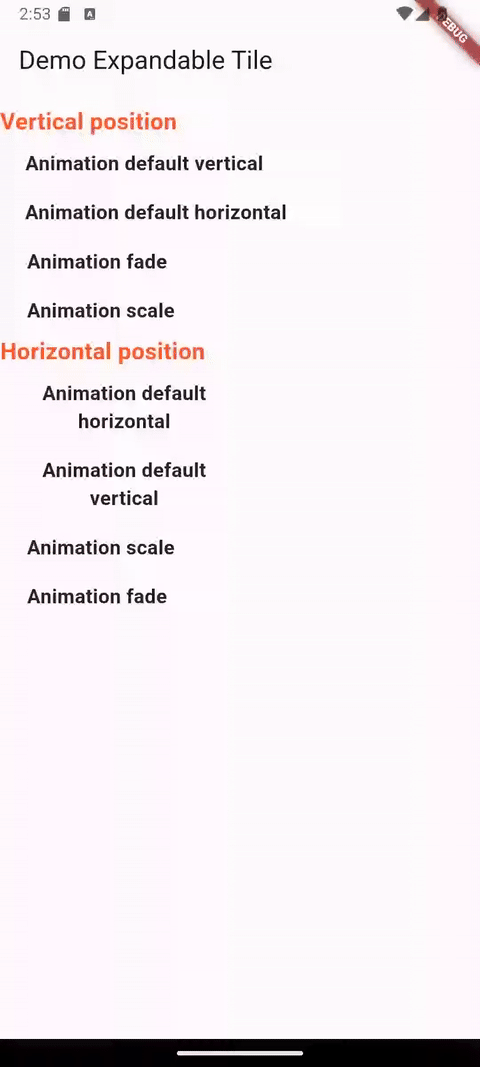 2:53
A
DEBUG
Demo Expandable Tile
Vertical position
Animation default vertical
Animation default horizontal
Animation fade
Animation scale
Horizontal position
Animation default
horizontal
Animation default
vertical
Animation scale
Animation fade